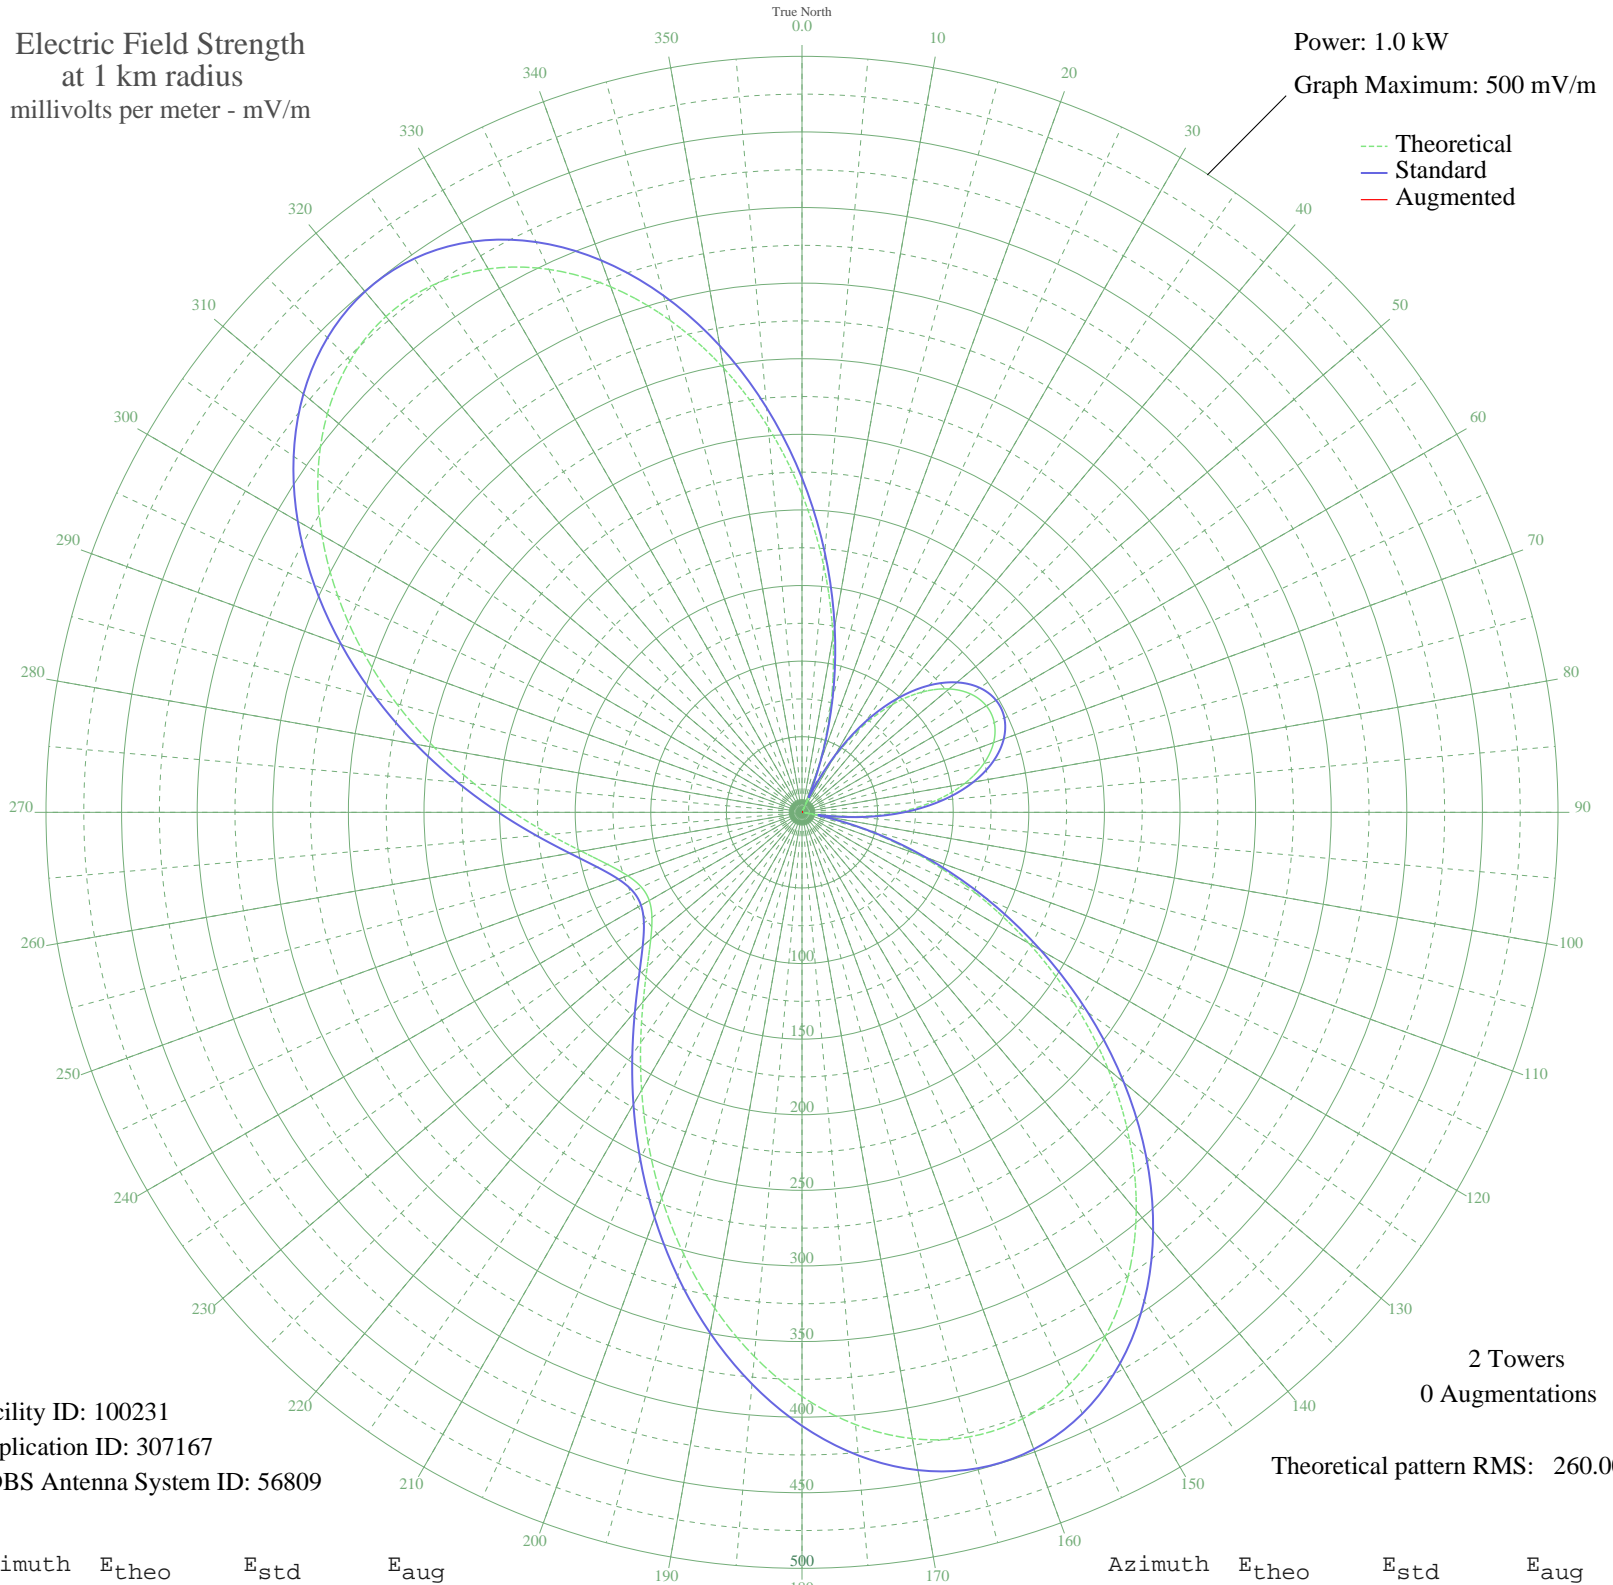 True North
0.0
Electric Field Strength
at 1 km radius
millivolts per meter - mV/m
Power: 1.0 kW
Graph Maximum: 500 mV/m
Theoretical
Standard
Augmented
10
20
30
40
50
60
70
80
90
100
110
120
130
140
150
160
170
190
200
210
220
230
240
250
260
270
280
290
300
310
320
330
340
350
100
150
200
250
300
350
400
450
500
2 Towers
0 Augmentations
Theoretical pattern RMS: 260.00
cility ID: 100231
plication ID: 307167
DBS Antenna System ID: 56809
imuth Etheo Estd Eaug
Azimuth Etheo Estd Eaug